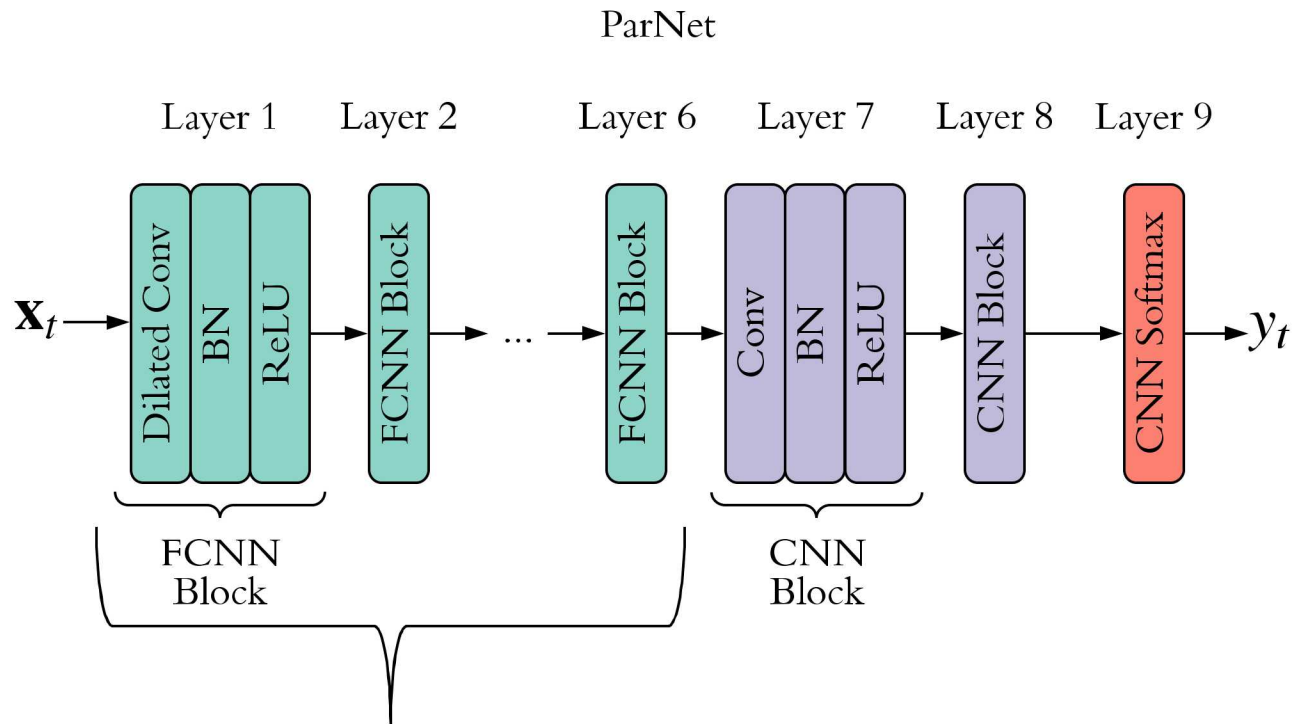 ParNet
Layer 1
Layer 2
Layer 6
Layer 7
Layer 8
Layer 9
x_t
Dilated Conv
BN
ReLU
FCNN Block
...
FCNN Block
Conv
BN
ReLU
CNN Block
CNN Softmax
y_t
FCNN
Block
CNN
Block